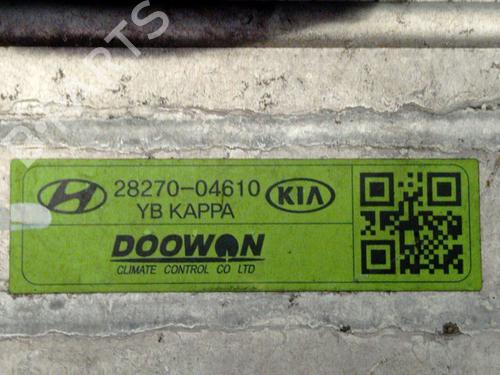 28270-04610 KIA
YB KAPPA
DOOWON
CLIMATE CONTROL CO LTD